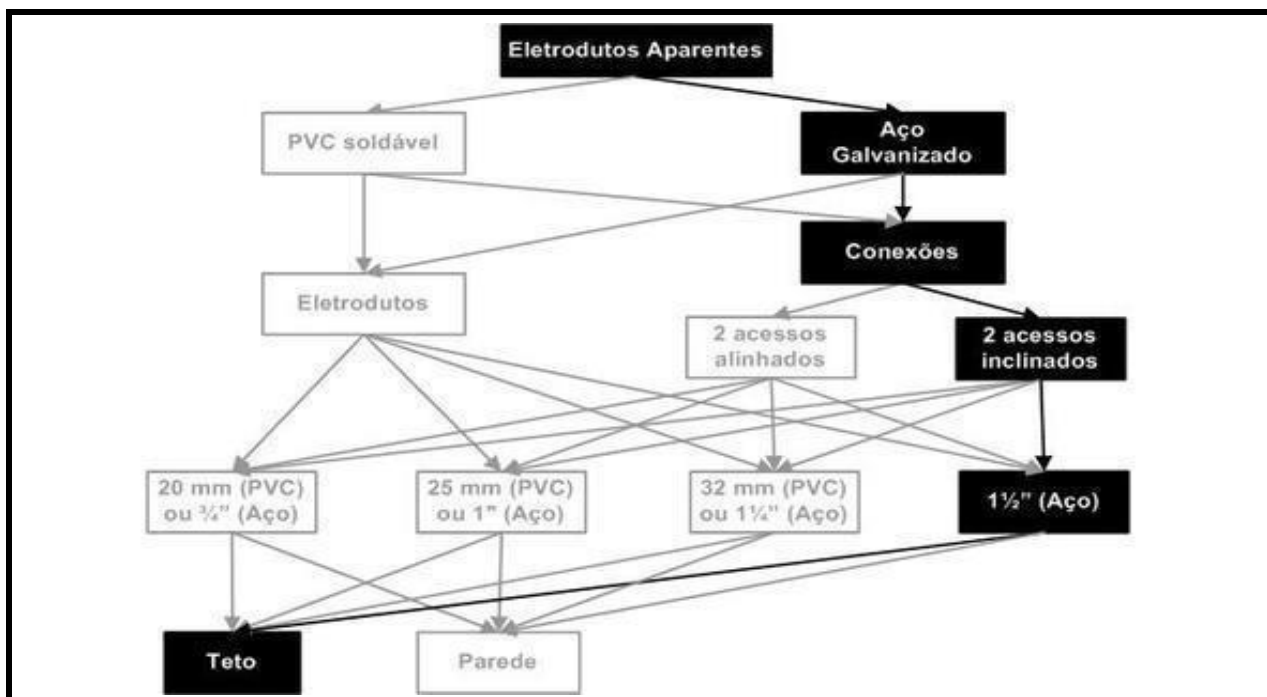 Eletrodutos Aparentes
PVC soldável
Aço
Galvanizado
Conexões
Eletrodutos
2 acessos
alinhados
2 acessos
inclinados
20 mm (PVC)
ou ¾” (Aço)
25 mm (PVC)
ou 1” (Aço)
32 mm (PVC)
ou 1¼” (Aço)
1½” (Aço)
Teto
Parede